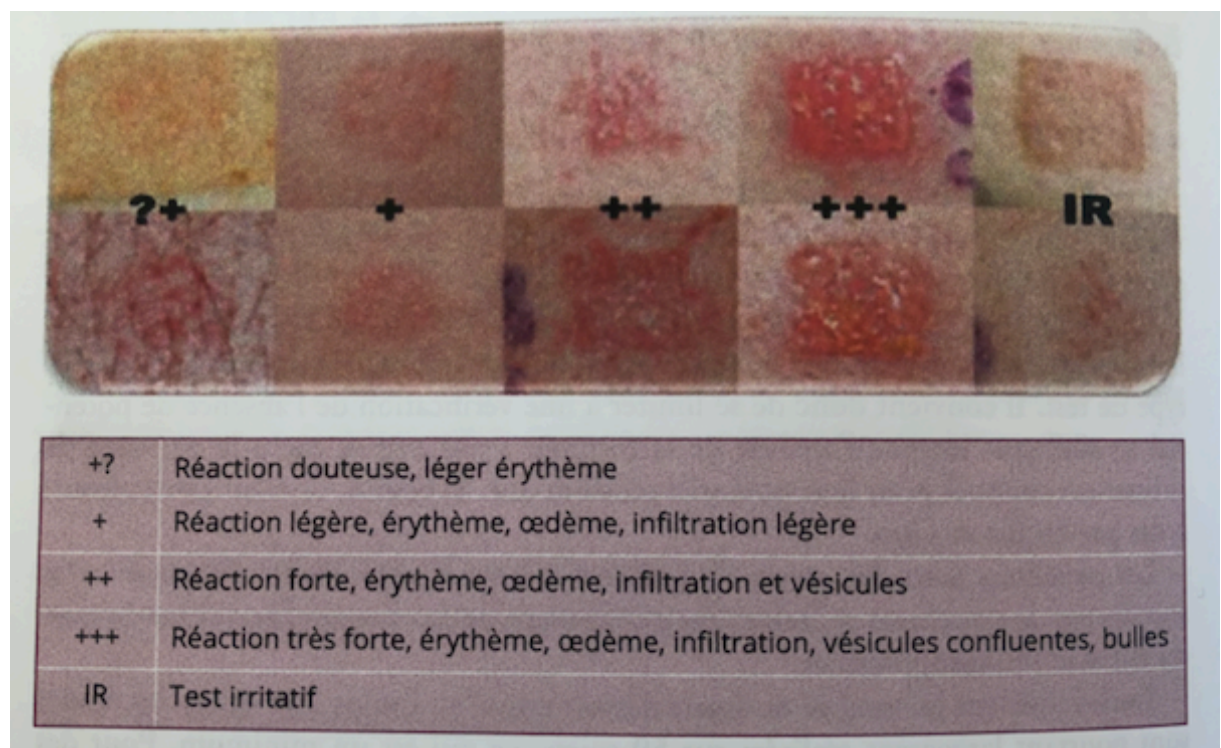 ?+ + ++ +++ IR
+? Réaction douteuse, léger érythème
+ Réaction légère, érythème, œdème, infiltration légère
++ Réaction forte, érythème, œdème, infiltration et vésicules
+++ Réaction très forte, érythème, œdème, infiltration, vésicules confluentes, bulles
IR Test irritatif